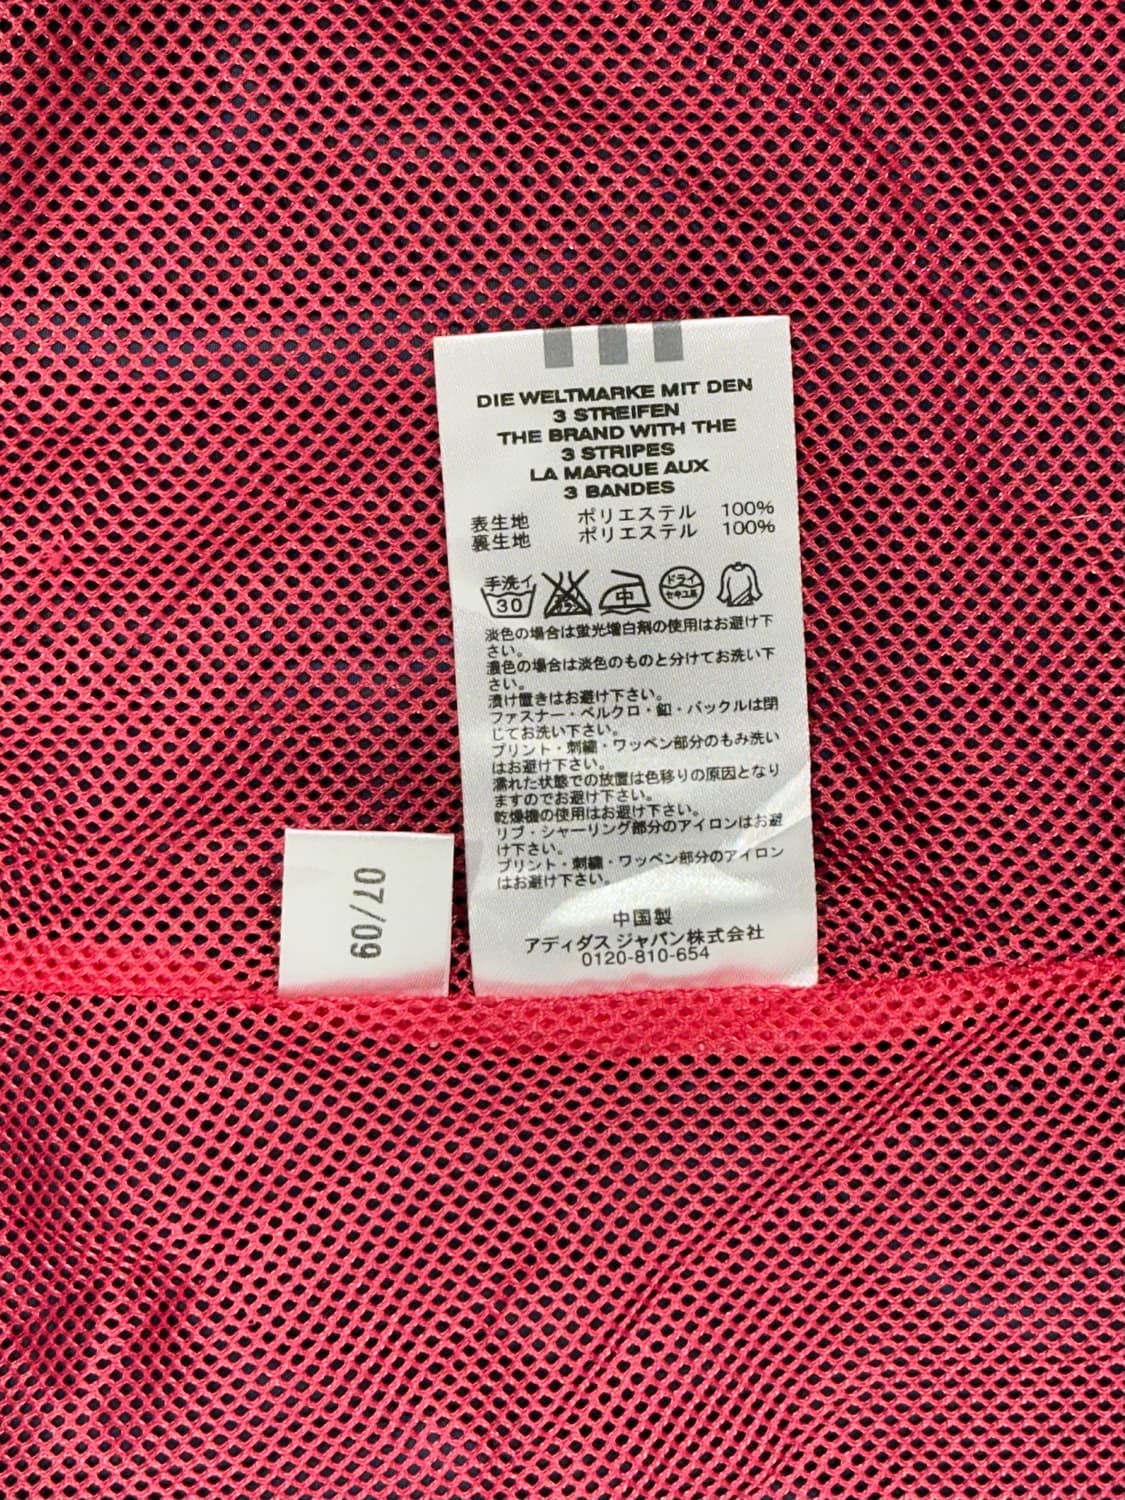 DIE WELTMARKE MIT DEN
3 STREIFEN
THE BRAND WITH THE
3 STRIPES
LA MARQUE AUX
3 BANDES
表生地 ポリエステル 100%
裏生地 ポリエステル 100%
手洗イ
30
中
ドライ
セキユ系
淡色の場合は蛍光増白剤の使用はお避け下
さい。
濃色の場合は淡色のものと分けてお洗い下
さい。
漬け置きはお避け下さい。
ファスナー・ベルクロ・釦・バックルは閉
じてお洗い下さい。
プリント・刺繍・ワッペン部分のもみ洗い
はお避け下さい。
濡れた状態での放置は色移りの原因となり
ますのでお避け下さい。
乾燥機の使用はお避け下さい。
リブ・シャーリング部分のアイロンはお避
け下さい。
プリント・刺繍・ワッペン部分のアイロン
はお避け下さい。
中国製
アディダス ジャパン株式会社
0120-810-654
07/09